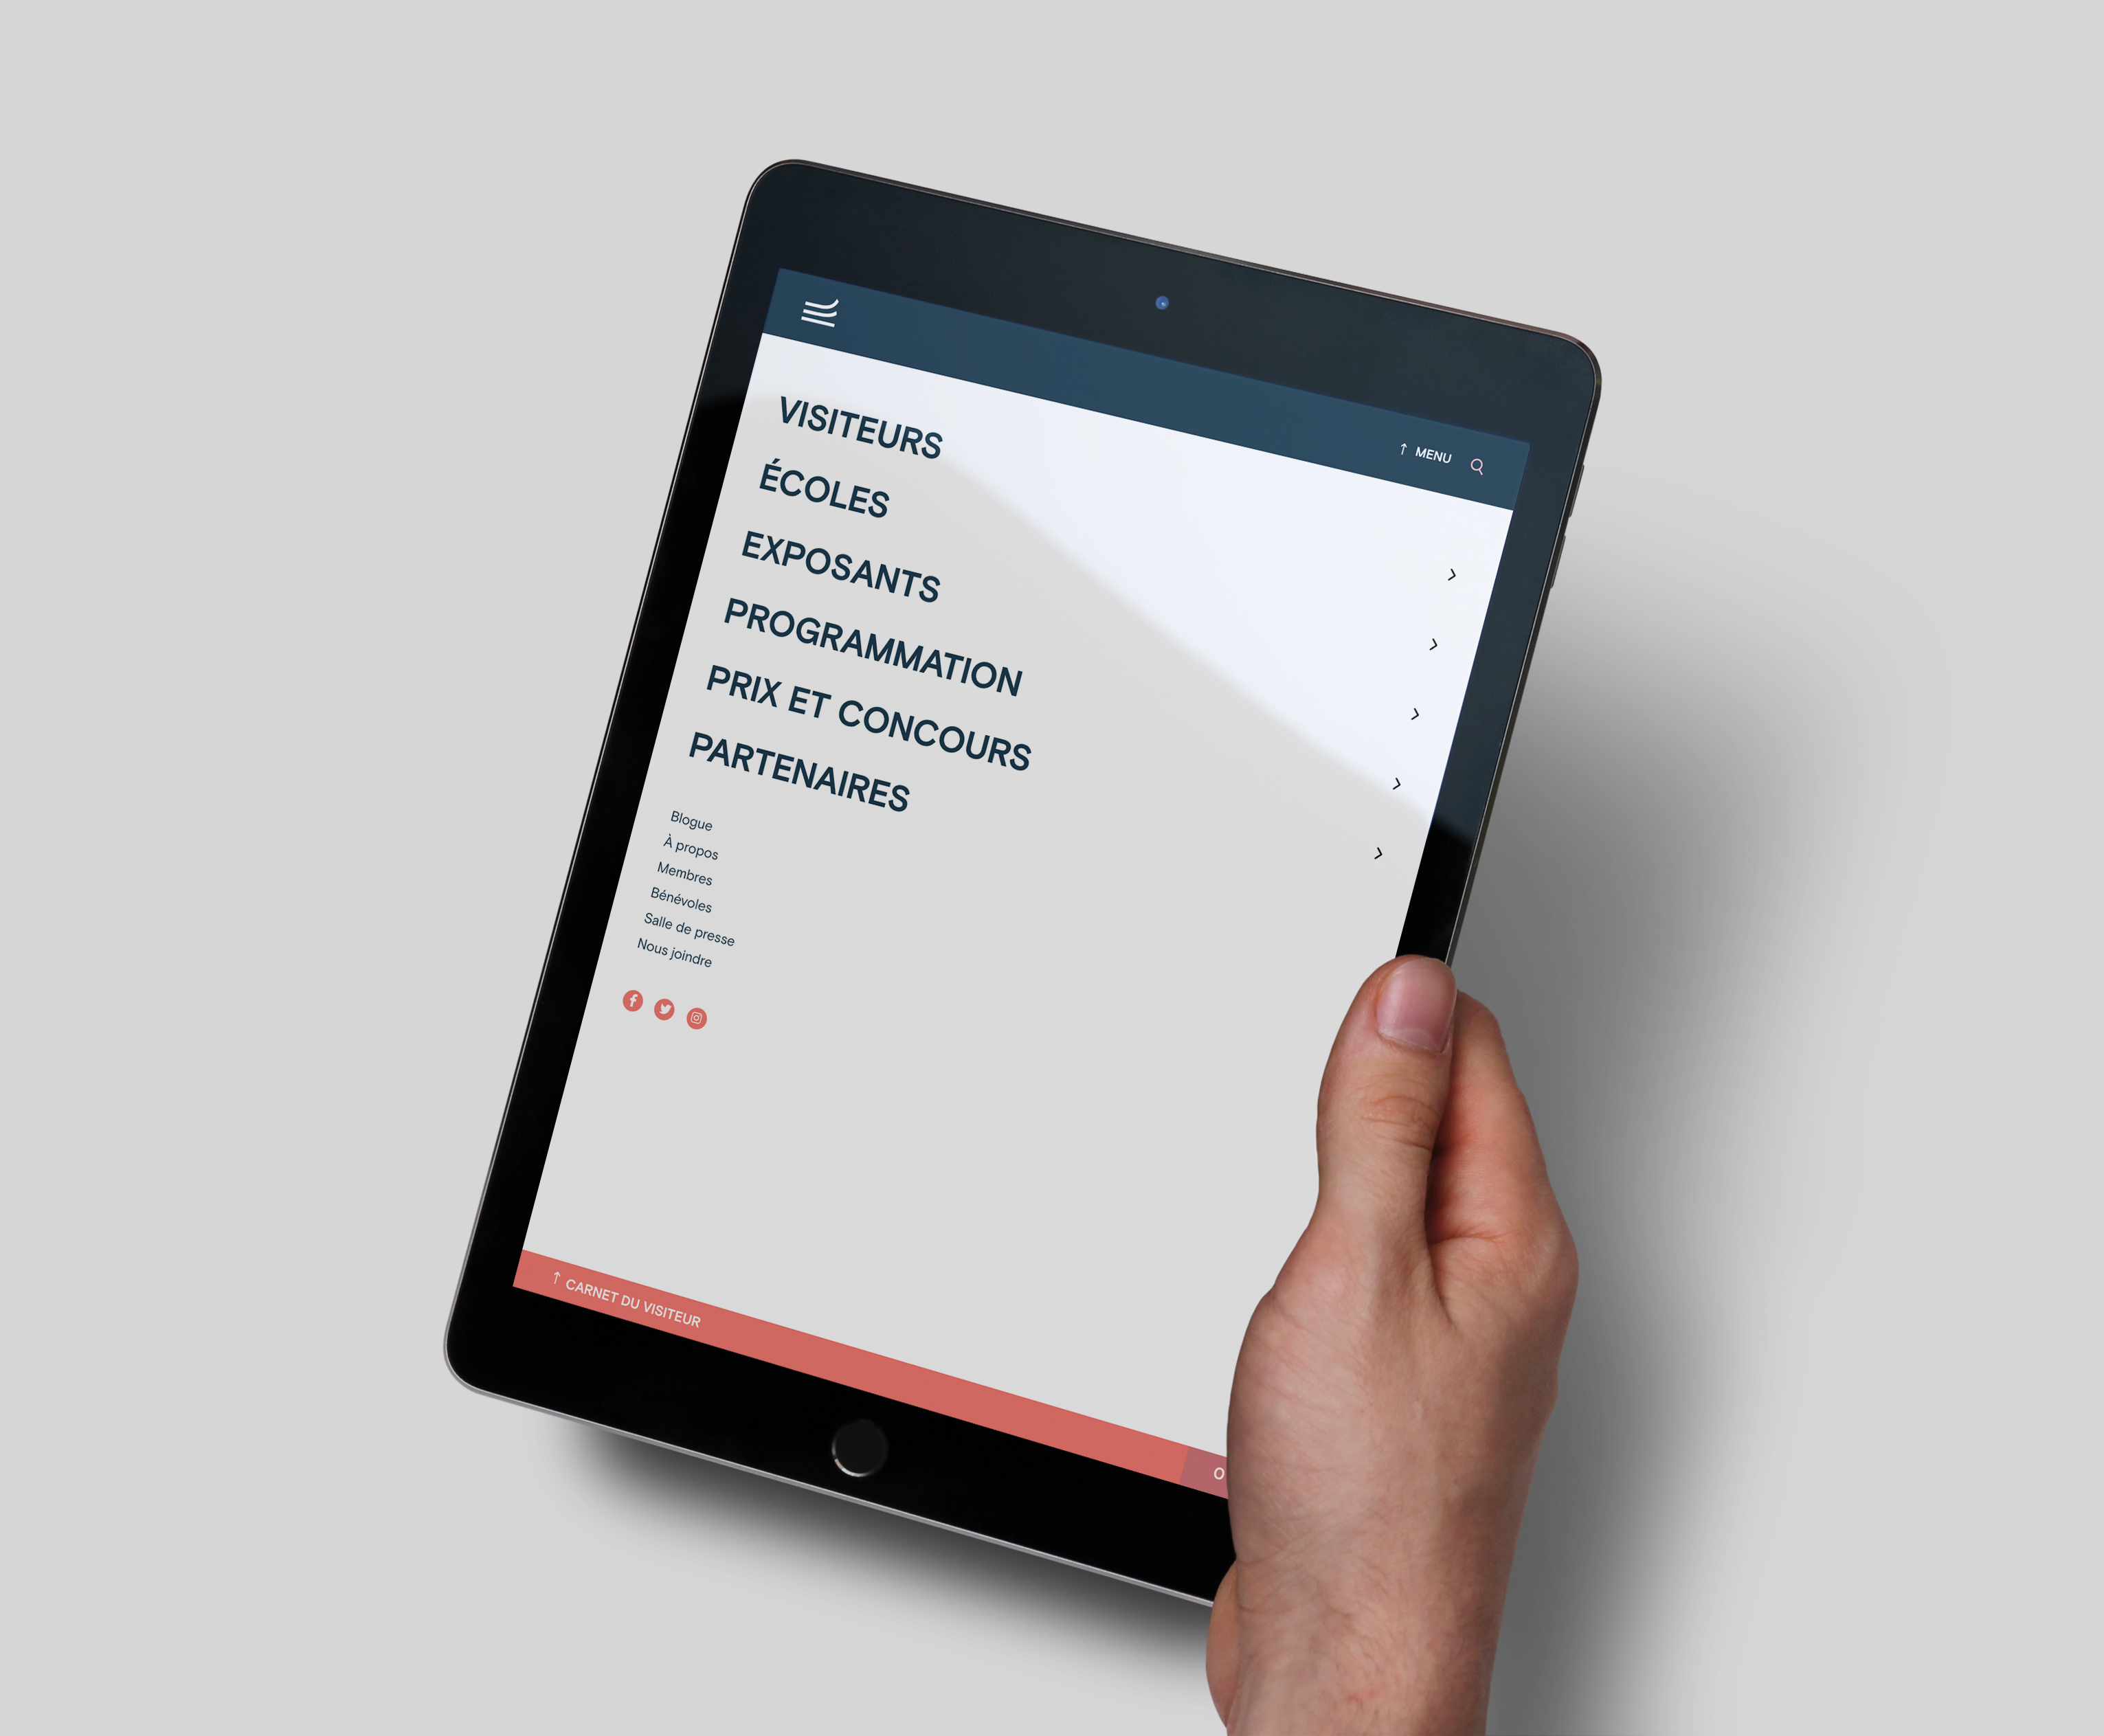 MENU
VISITEURS
ÉCOLES
EXPOSANTS
PROGRAMMATION
PRIX ET CONCOURS
PARTENAIRES
Blogue
À propos
Membres
Bénévoles
Salle de presse
Nous joindre
CARNET DU VISITEUR